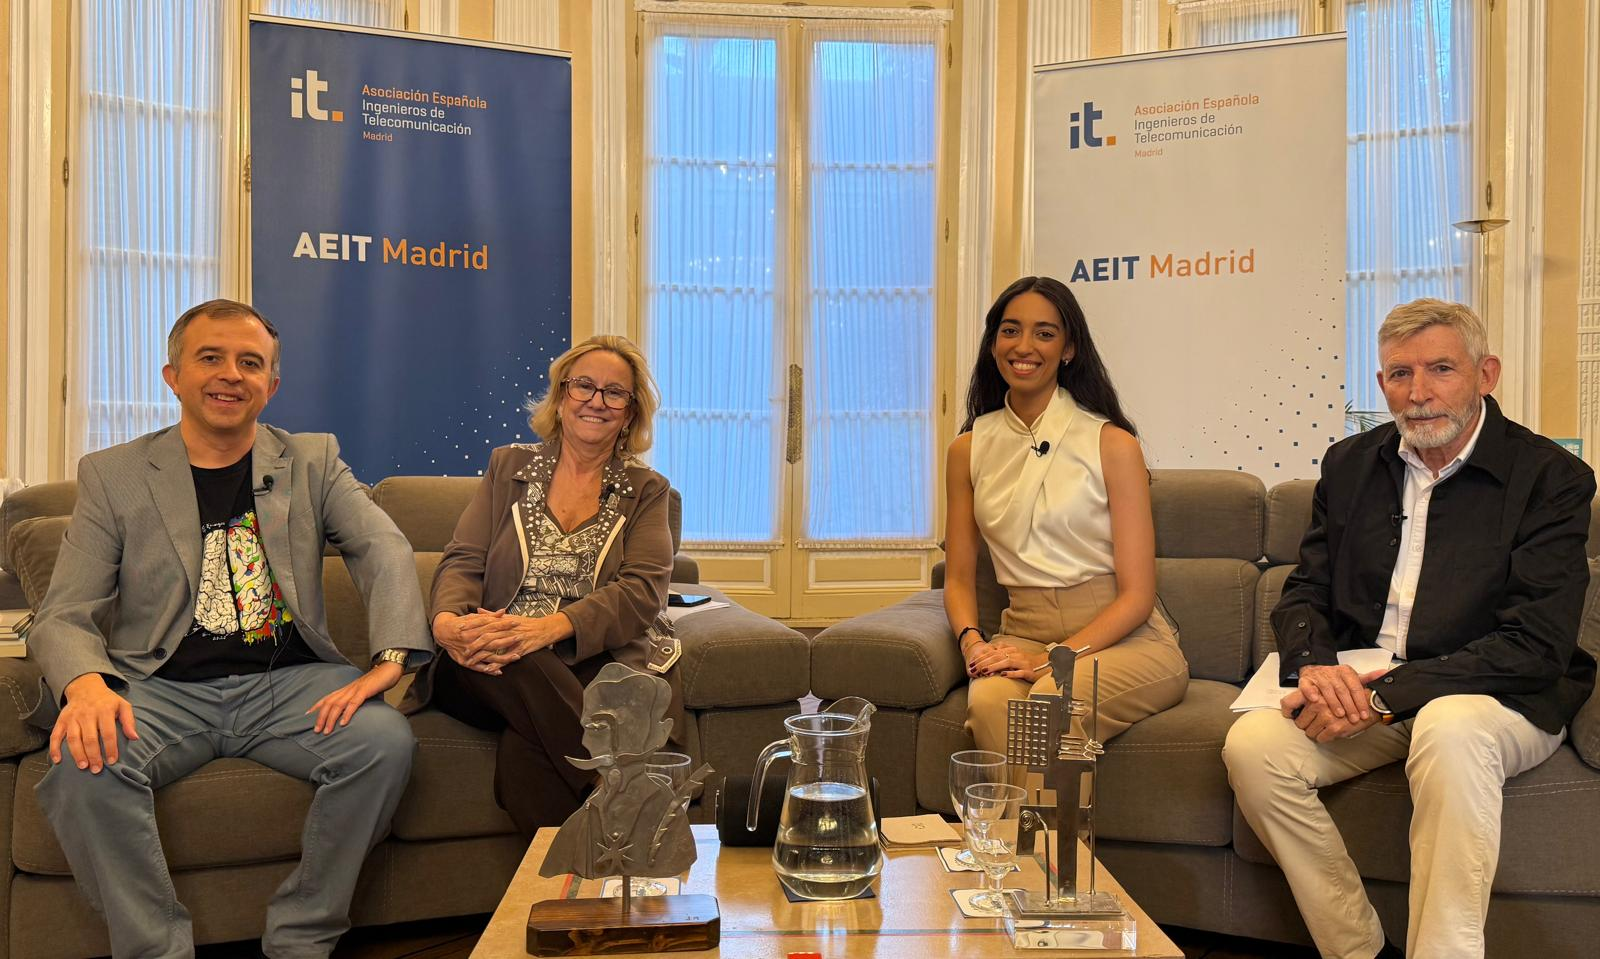 it.
Asociación Española
Ingenieros de
Telecomunicación
Madrid
AEIT Madrid
it.
Asociación Española
Ingenieros de
Telecomunicación
Madrid
AEIT Madrid